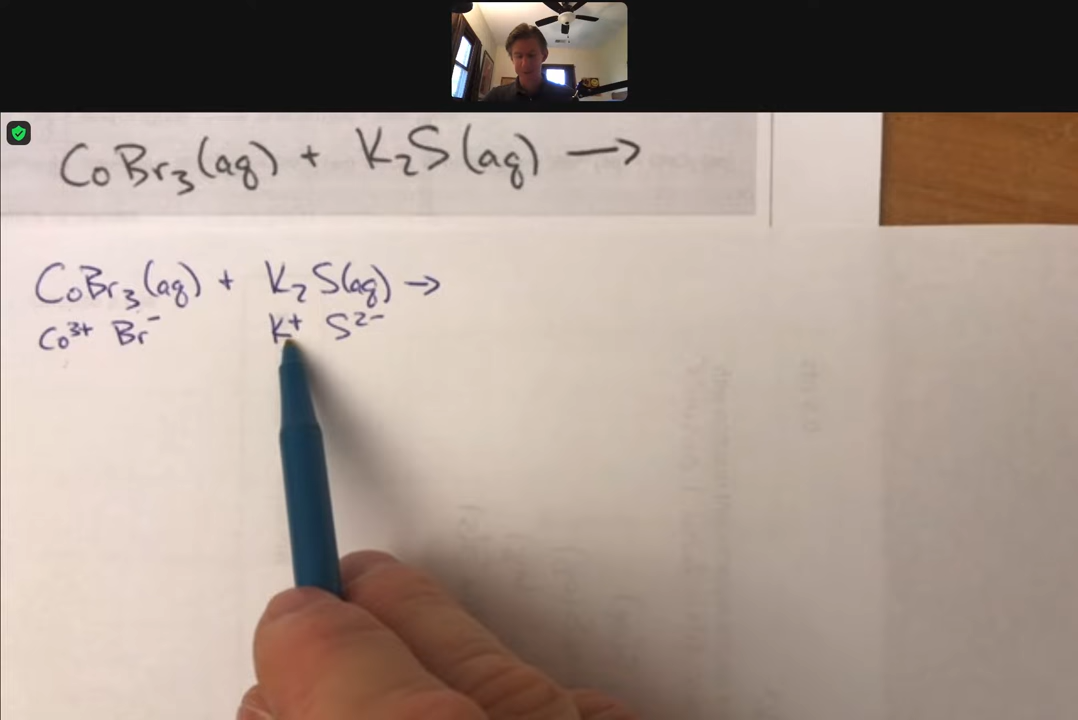 CoBr₃(aq) + K₂S(aq) →
CoBr₃(aq) + K₂S(aq) →
Co³⁺ Br⁻ K⁺ S²⁻